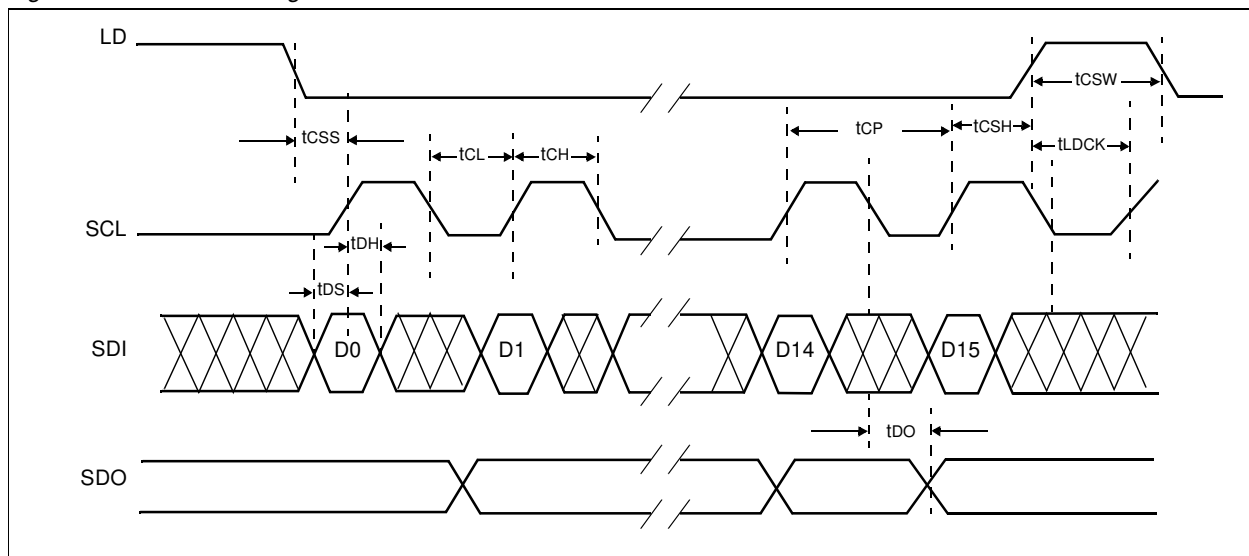 LD
tCSW
tCSS
tCP
tCSH
tCL
tCH
tLDCK
SCL
tDH
tDS
SDI
D0
D1
D14
D15
tDO
SDO